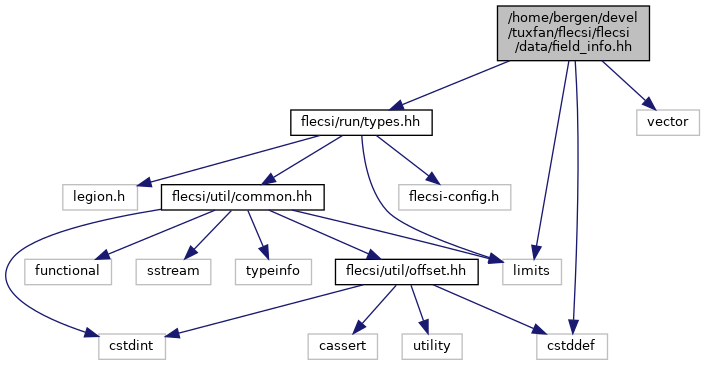 /home/bergen/devel
/tuxfan/flecsi/flecsi
/data/field_info.hh
flecsi/run/types.hh
vector
legion.h
flecsi/util/common.hh
flecsi-config.h
functional
sstream
typeinfo
flecsi/util/offset.hh
limits
cstdint
cassert
utility
cstddef